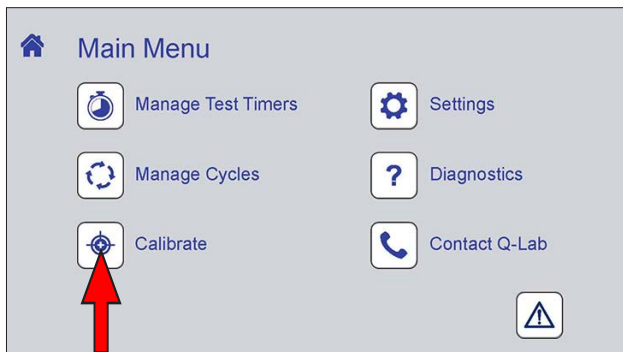 Main Menu
Manage Test Timers
Settings
Manage Cycles
?
Diagnostics
Calibrate
Contact Q-Lab